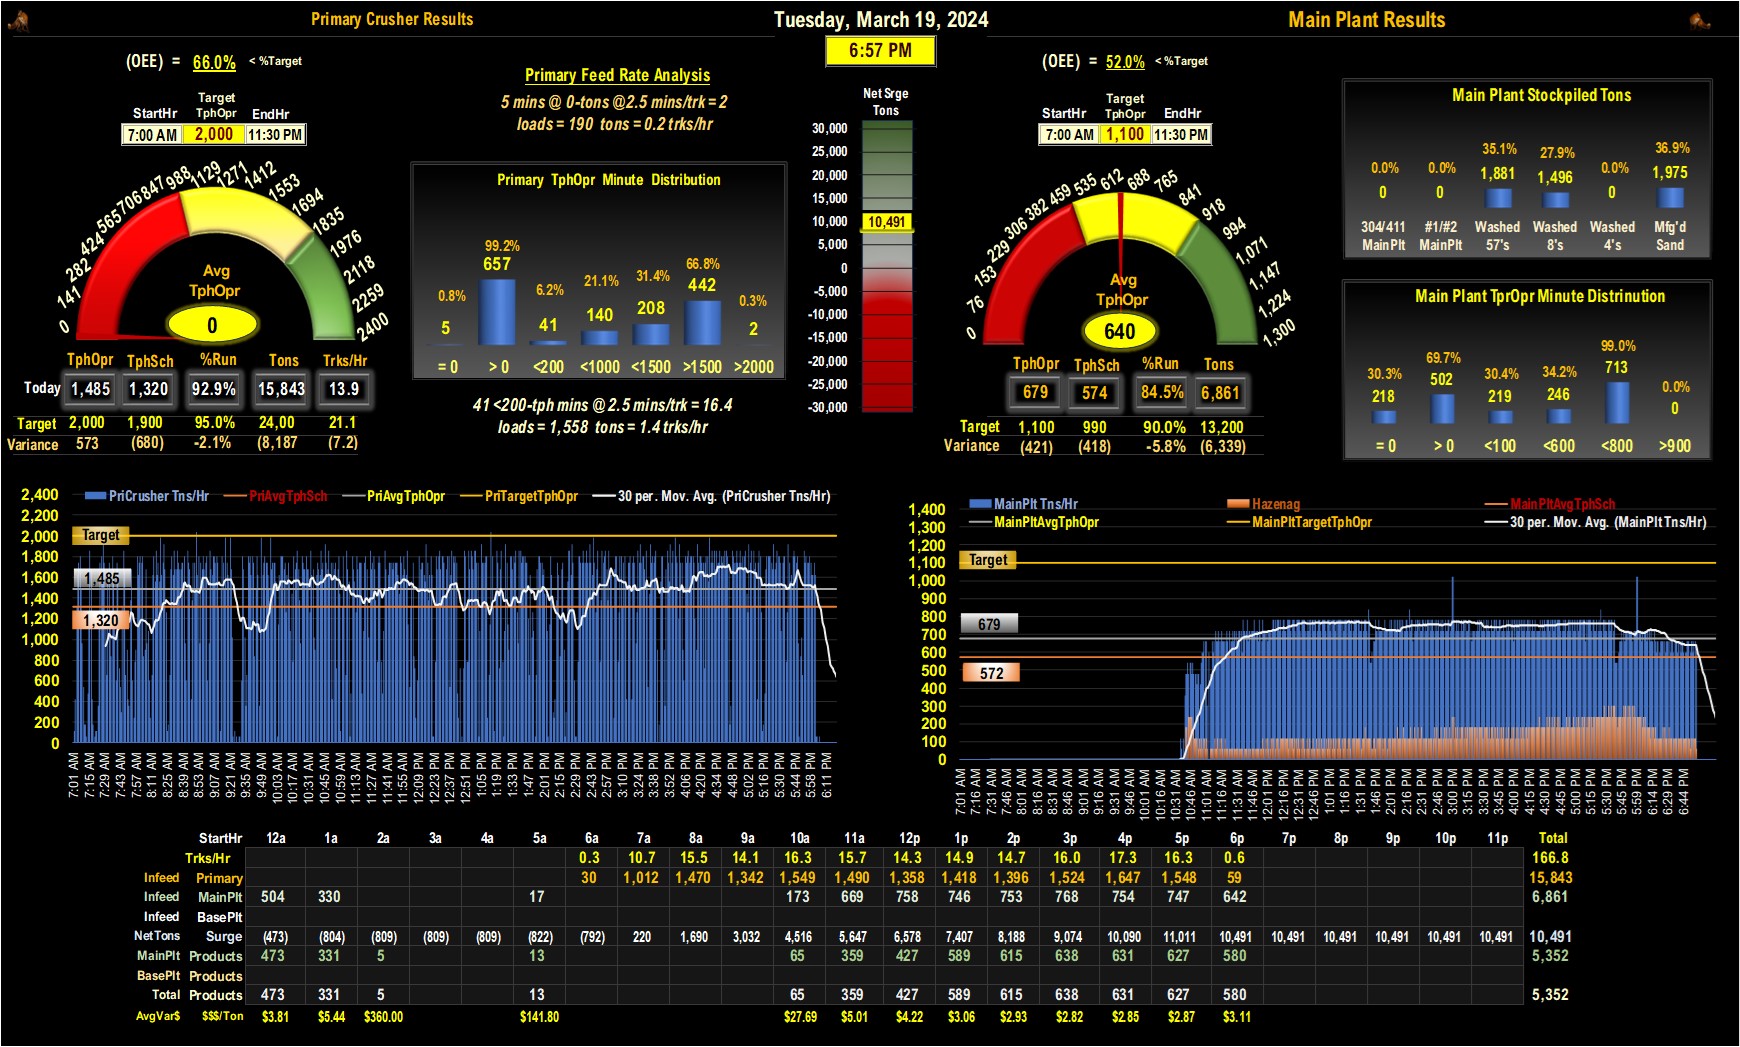 Primary Crusher Results
Tuesday, March 19, 2024
Main Plant Results
6:57 PM
(OEE) = 66.0% < %Target
Target
StartHr TphOpr EndHr
7:00 AM 2,000 11:30 PM
0 141 282 424 565 706 847 988 1129 1271 1412 1553 1694 1835 1976 2118 2259 2400
Avg
TphOpr
0
TphOpr TphSch %Run Tons Trks/Hr
Today 1,485 1,320 92.9% 15,843 13.9
Target 2,000 1,900 95.0% 24,00 21.1
Variance 573 (680) -2.1% (8,187 (7.2)
Primary Feed Rate Analysis
5 mins @ 0-tons @2.5 mins/trk = 2
loads = 190 tons = 0.2 trks/hr
Primary TphOpr Minute Distribution
0.8% 99.2% 6.2% 21.1% 31.4% 66.8% 0.3%
5 657 41 140 208 442 2
= 0 > 0 <200 <1000 <1500 >1500 >2000
41 <200-tph mins @ 2.5 mins/trk = 16.4
loads = 1,558 tons = 1.4 trks/hr
Net Srge
Tons
30,000
25,000
20,000
15,000
10,000
10,491
5,000
0
-5,000
-10,000
-15,000
-20,000
-25,000
-30,000
(OEE) = 52.0% < %Target
Target
StartHr TphOpr EndHr
7:00 AM 1,100 11:30 PM
0 76 153 229 306 382 459 535 612 688 765 841 918 994 1,071 1,147 1,224 1,300
Avg
TphOpr
640
TphOpr TphSch %Run Tons
679 574 84.5% 6,861
Target 1,100 990 90.0% 13,200
Variance (421) (418) -5.8% (6,339)
Main Plant Stockpiled Tons
0.0% 0.0% 35.1% 27.9% 0.0% 36.9%
0 0 1,881 1,496 0 1,975
304/411 #1/#2 Washed Washed Washed Mfg'd
MainPlt MainPlt 57's 8's 4's Sand
Main Plant TprOpr Minute Distrinution
30.3% 69.7% 30.4% 34.2% 99.0% 0.0%
218 502 219 246 713 0
= 0 > 0 <100 <600 <800 >900
PriCrusher Tns/Hr PriAvgTphSch PriAvgTphOpr PriTargetTphOpr 30 per. Mov. Avg. (PriCrusher Tns/Hr)
2,400
2,200
2,000
1,800
1,600
1,400
1,200
1,000
800
600
400
200
0
Target
1,485
1,320
7:01 AM 7:15 AM 7:29 AM 7:43 AM 7:57 AM 8:11 AM 8:25 AM 8:39 AM 8:53 AM 9:07 AM 9:21 AM 9:35 AM 9:49 AM 10:03 AM 10:17 AM 10:31 AM 10:45 AM 10:59 AM 11:13 AM 11:27 AM 11:41 AM 11:55 AM 12:09 PM 12:23 PM 12:37 PM 12:51 PM 1:05 PM 1:19 PM 1:33 PM 1:47 PM 2:01 PM 2:15 PM 2:29 PM 2:43 PM 2:57 PM 3:10 PM 3:24 PM 3:38 PM 3:52 PM 4:06 PM 4:20 PM 4:34 PM 4:48 PM 5:02 PM 5:16 PM 5:30 PM 5:44 PM 5:58 PM 6:11 PM
MainPlt Tns/Hr Hazenag MainPltAvgTphSch
MainPltAvgTphOpr MainPltTargetTphOpr 30 per. Mov. Avg. (MainPlt Tns/Hr)
1,400
1,300
1,200
1,100
1,000
900
800
700
600
500
400
300
200
100
0
Target
679
572
7:01 AM 7:16 AM 7:31 AM 7:46 AM 8:01 AM 8:16 AM 8:31 AM 8:46 AM 9:01 AM 9:16 AM 9:31 AM 9:46 AM 10:01 AM 10:16 AM 10:31 AM 10:46 AM 11:01 AM 11:16 AM 11:31 AM 11:46 AM 12:01 PM 12:16 PM 12:31 PM 12:46 PM 1:01 PM 1:16 PM 1:31 PM 1:46 PM 2:01 PM 2:16 PM 2:31 PM 2:46 PM 3:00 PM 3:15 PM 3:30 PM 3:45 PM 4:00 PM 4:15 PM 4:30 PM 4:45 PM 5:00 PM 5:15 PM 5:30 PM 5:45 PM 5:59 PM 6:14 PM 6:29 PM 6:44 PM
StartHr 12a 1a 2a 3a 4a 5a 6a 7a 8a 9a 10a 11a 12p 1p 2p 3p 4p 5p 6p 7p 8p 9p 10p 11p Total
Trks/Hr 0.3 10.7 15.5 14.1 16.3 15.7 14.3 14.9 14.7 16.0 17.3 16.3 0.6 166.8
Infeed Primary 30 1,012 1,470 1,342 1,549 1,490 1,358 1,418 1,396 1,524 1,647 1,548 59 15,843
Infeed MainPlt 504 330 17 173 669 758 746 753 768 754 747 642 6,861
Infeed BasePlt
NetTons Surge (473) (804) (809) (809) (809) (822) (792) 220 1,690 3,032 4,516 5,647 6,578 7,407 8,188 9,074 10,090 11,011 10,491 10,491 10,491 10,491 10,491 10,491 10,491
MainPlt Products 473 331 5 13 65 359 427 589 615 638 631 627 580 5,352
BasePlt Products
Total Products 473 331 5 13 65 359 427 589 615 638 631 627 580 5,352
AvgVar$ $$$/Ton $3.81 $5.44 $360.00 $141.80 $27.69 $5.01 $4.22 $3.06 $2.93 $2.82 $2.85 $2.87 $3.11